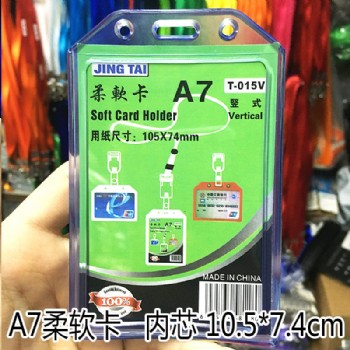 JING TAI
柔軟卡 A7
T-015V
Soft Card Holder
竖式
Vertical
用紙尺寸: 105X74mm
MADE IN CHINA
100%
A7柔软卡 内芯 10.5*7.4cm